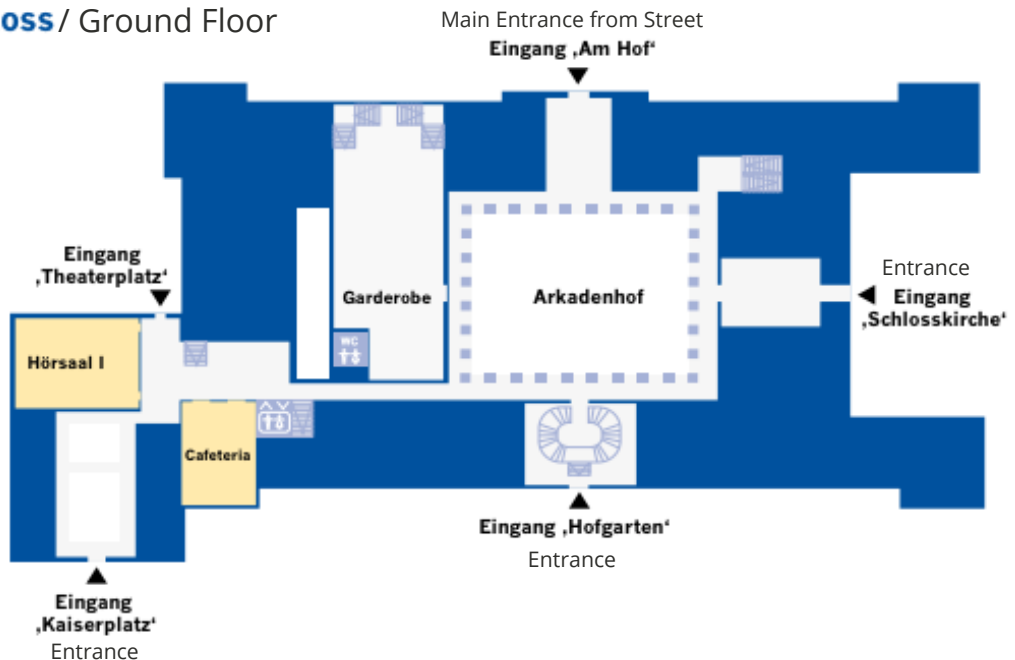 oss / Ground Floor
Main Entrance from Street
Eingang ‚Am Hof‘
Eingang
‚Theaterplatz‘
Garderobe
Arkadenhof
Entrance
Eingang
‚Schlosskirche‘
WC
Hörsaal I
Cafeteria
Eingang ‚Hofgarten‘
Entrance
Eingang
‚Kaiserplatz‘
Entrance